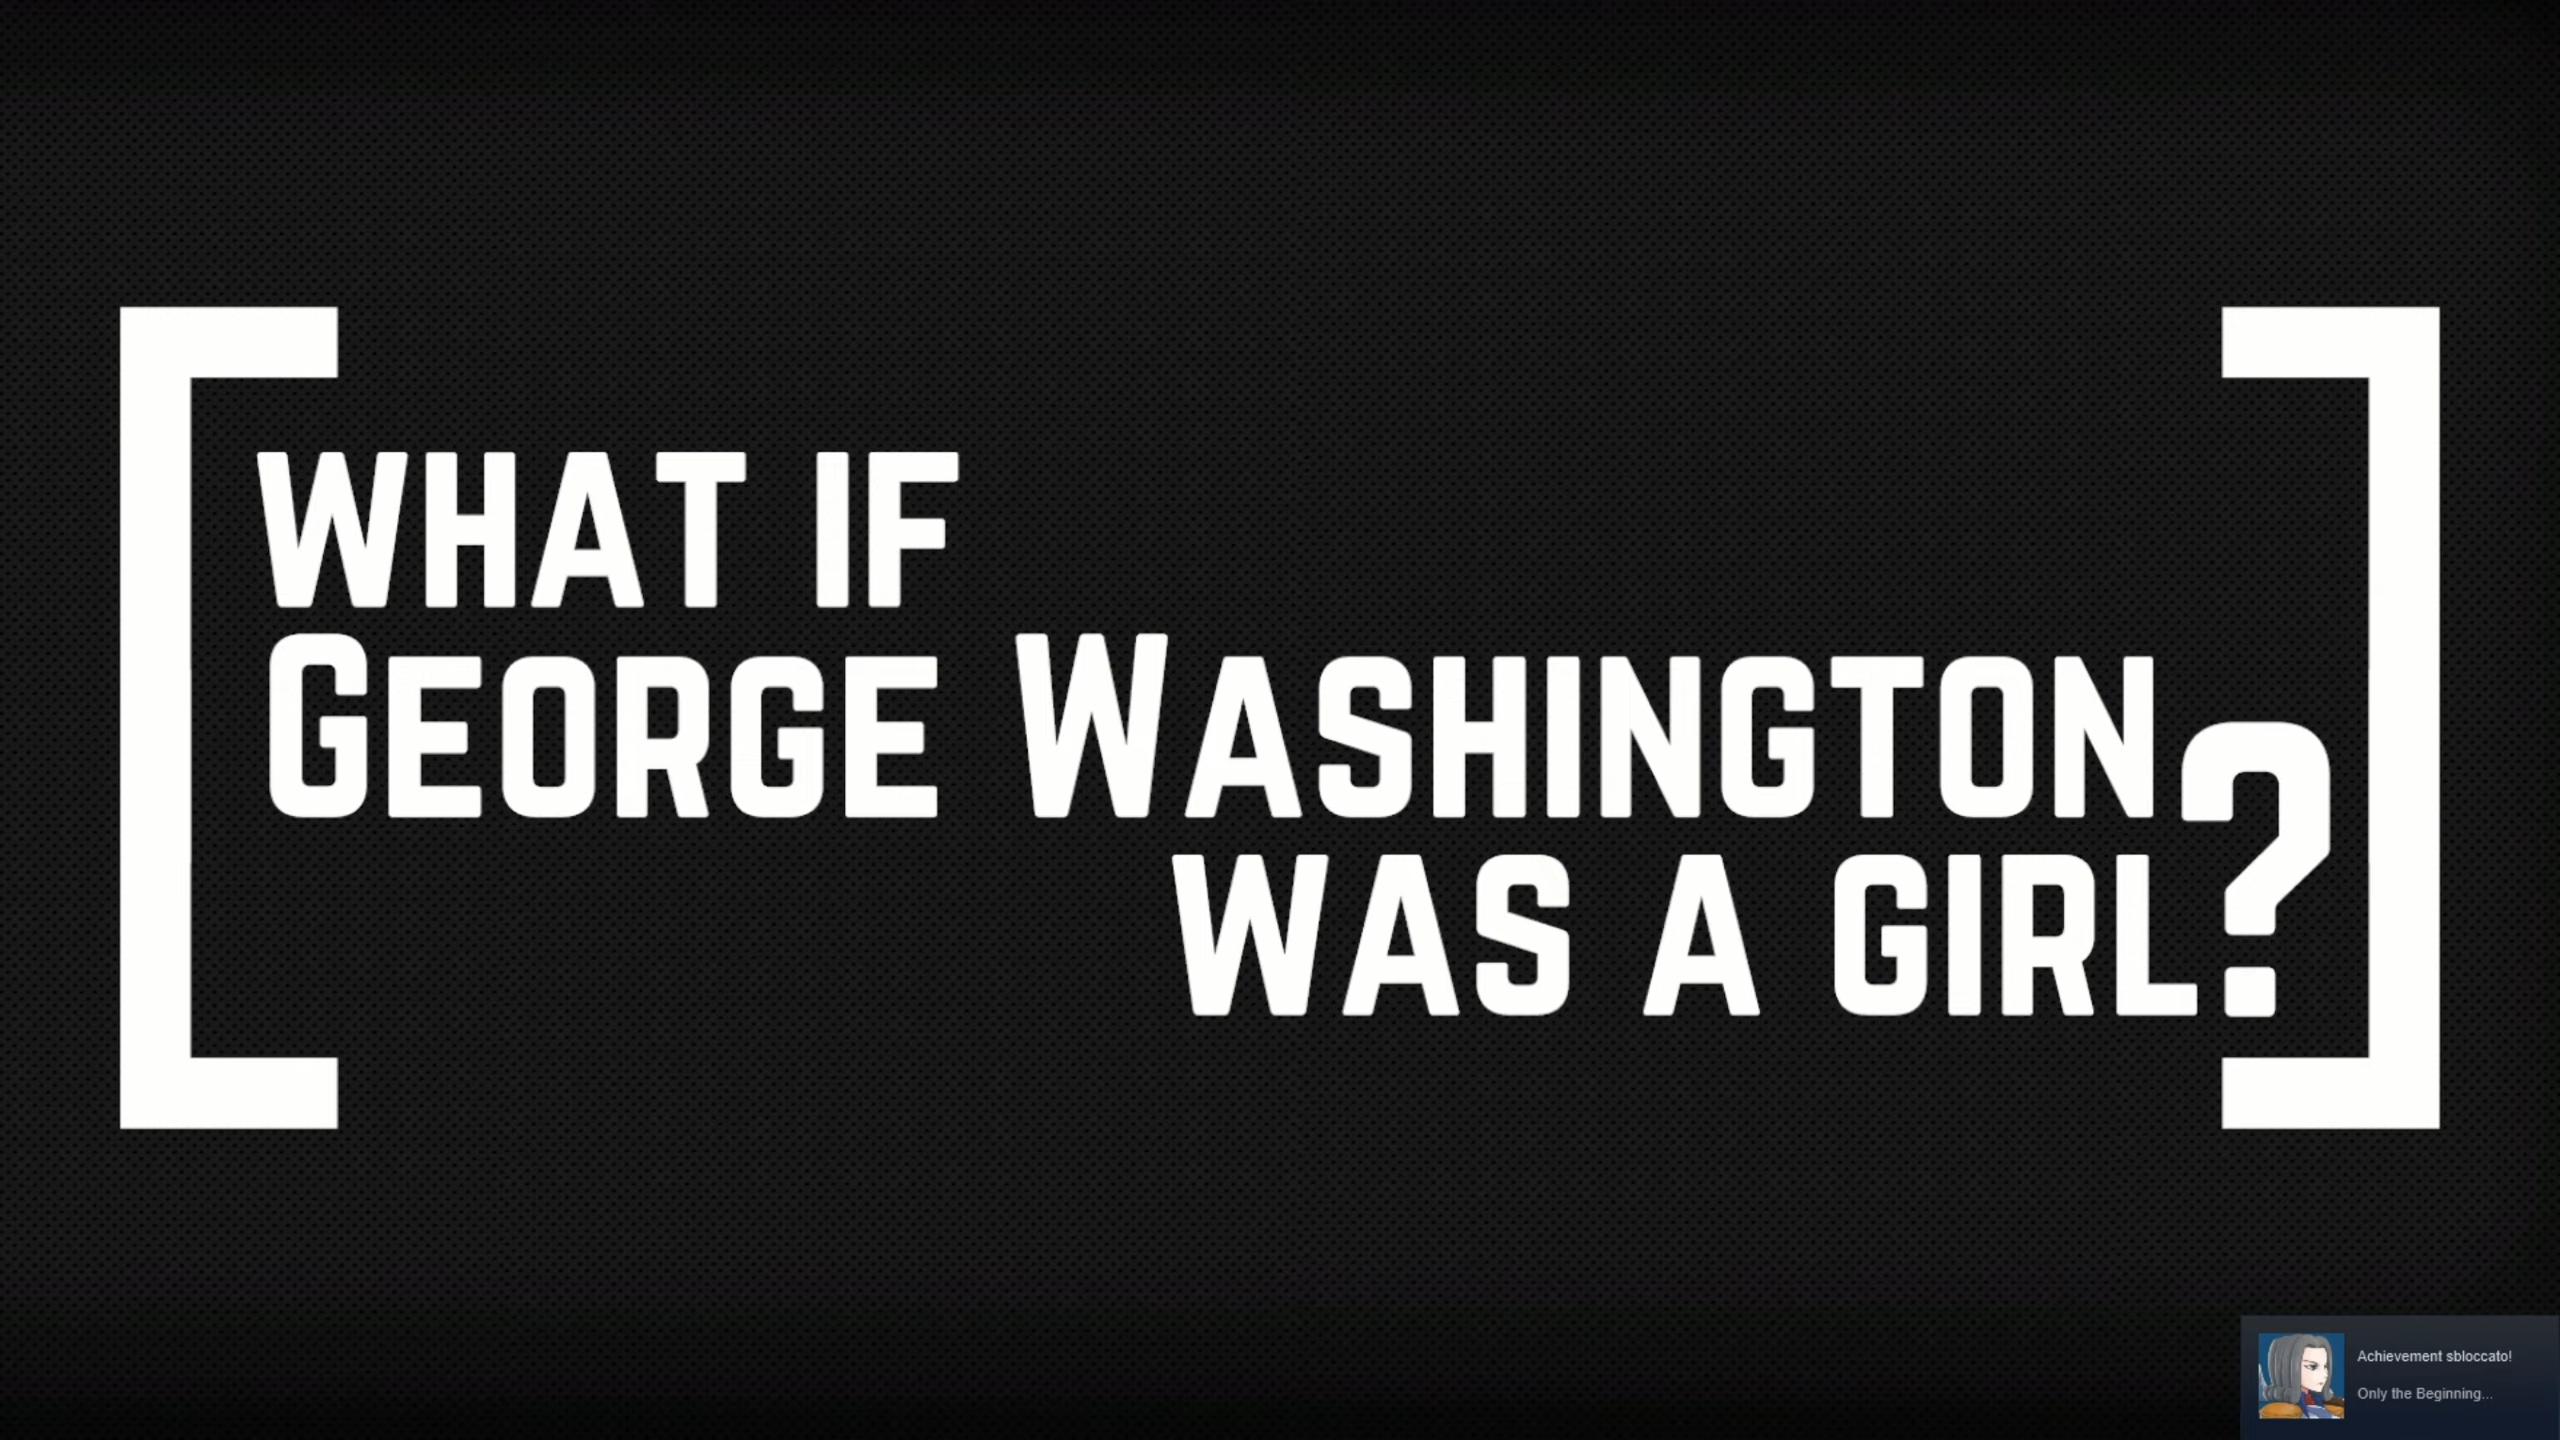 WHAT IF
GEORGE WASHINGTON
WAS A GIRL?
Achievement sbloccato!
Only the Beginning...